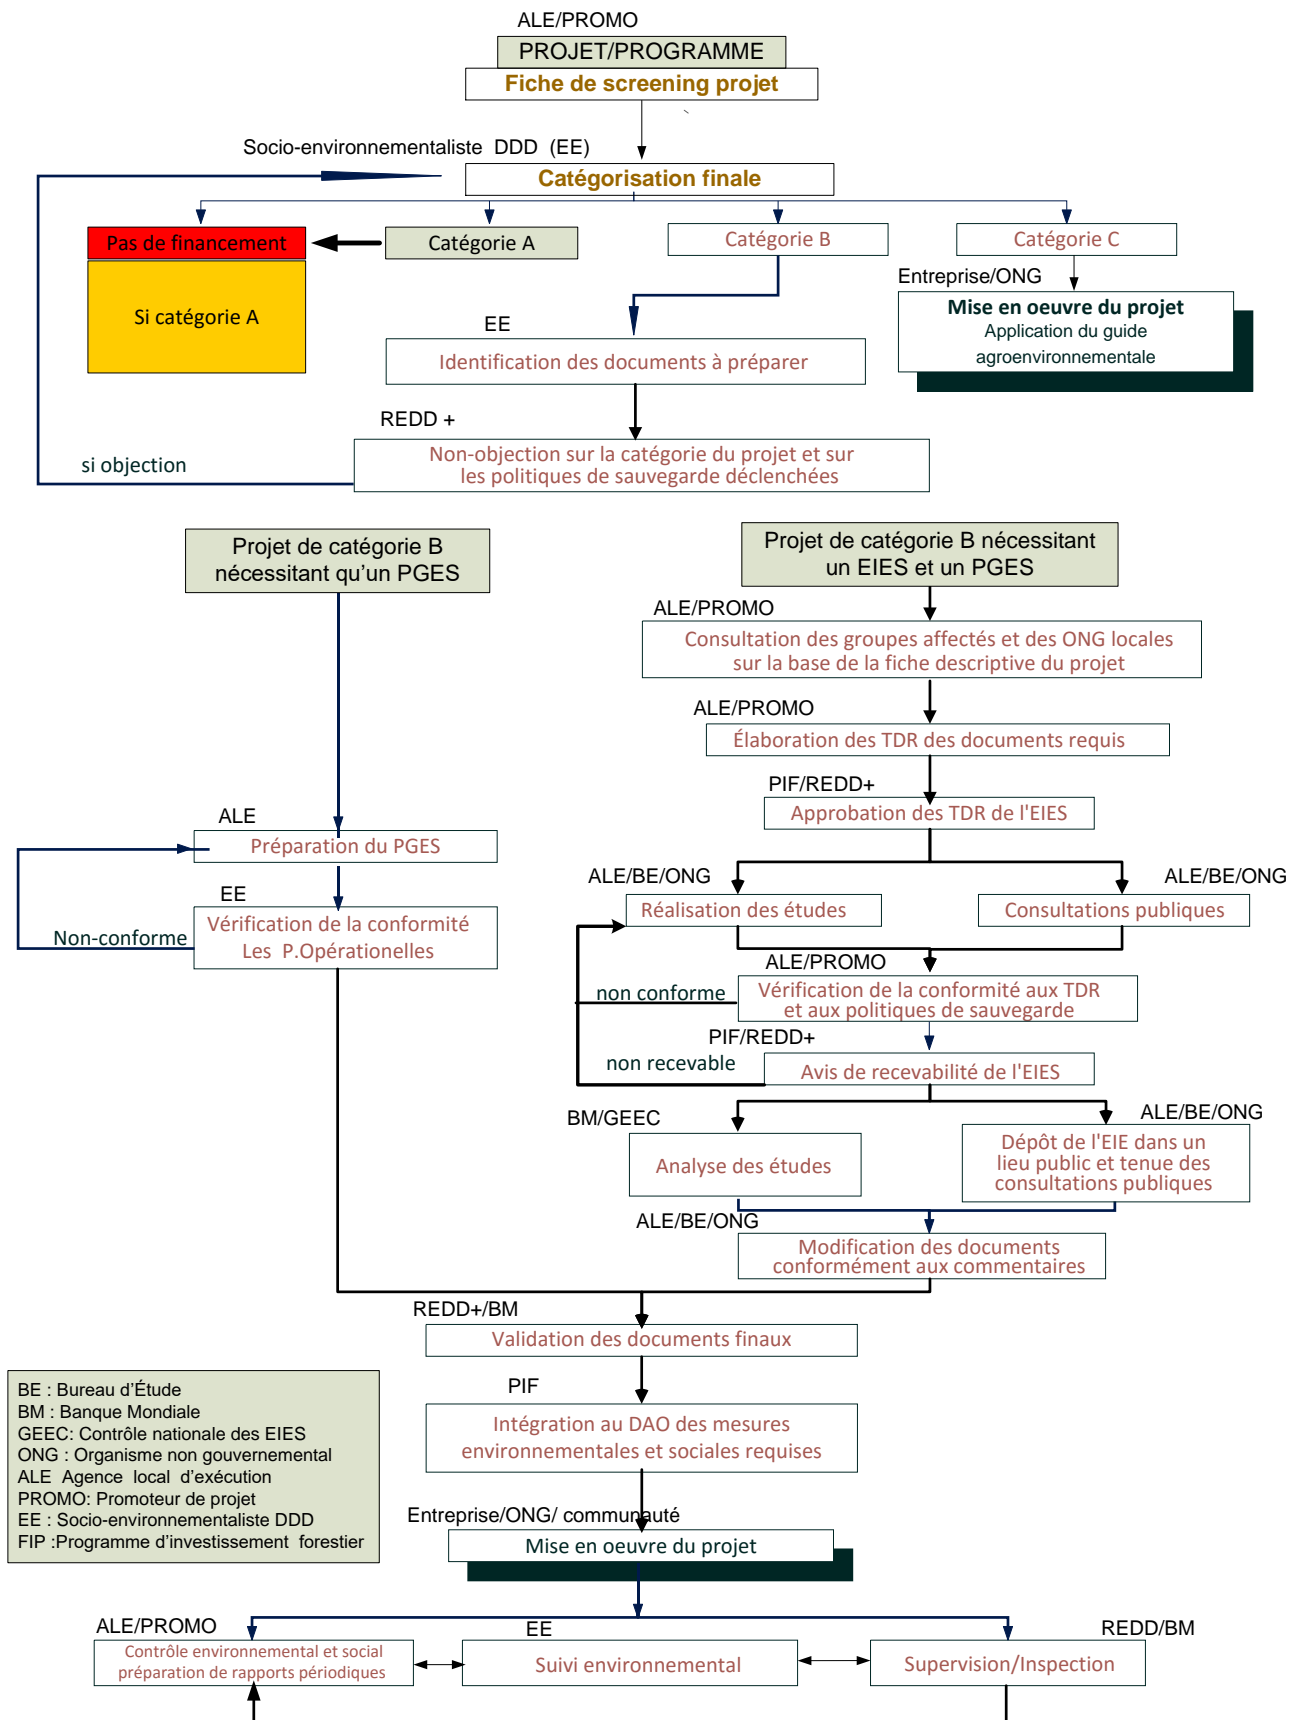 ALE/PROMO
PROJET/PROGRAMME
Fiche de screening projet
Socio-environnementaliste DDD (EE)
Catégorisation finale
Pas de financement
Catégorie A
Catégorie B
Catégorie C
Si catégorie A
Entreprise/ONG
Mise en oeuvre du projet
Application du guide
agroenvironnementale
EE
Identification des documents à préparer
REDD +
Non-objection sur la catégorie du projet et sur
les politiques de sauvegarde déclenchées
si objection
Projet de catégorie B
nécessitant qu'un PGES
Projet de catégorie B nécessitant
un EIES et un PGES
ALE/PROMO
Consultation des groupes affectés et des ONG locales
sur la base de la fiche descriptive du projet
ALE/PROMO
Élaboration des TDR des documents requis
PIF/REDD+
Approbation des TDR de l'EIES
ALE
Préparation du PGES
EE
Vérification de la conformité
Les P.Opérationelles
Non-conforme
ALE/BE/ONG
Réalisation des études
ALE/BE/ONG
Consultations publiques
ALE/PROMO
non conforme
Vérification de la conformité aux TDR
et aux politiques de sauvegarde
PIF/REDD+
non recevable
Avis de recevabilité de l'EIES
BM/GEEC
Analyse des études
ALE/BE/ONG
Dépôt de l'EIE dans un
lieu public et tenue des
consultations publiques
ALE/BE/ONG
Modification des documents
conformément aux commentaires
REDD+/BM
Validation des documents finaux
PIF
Intégration au DAO des mesures
environnementales et sociales requises
BE : Bureau d'Étude
BM : Banque Mondiale
GEEC: Contrôle nationale des EIES
ONG : Organisme non gouvernemental
ALE Agence local d'exécution
PROMO: Promoteur de projet
EE : Socio-environnementaliste DDD
FIP :Programme d'investissement forestier
Entreprise/ONG/ communauté
Mise en oeuvre du projet
ALE/PROMO
Contrôle environnemental et social
préparation de rapports périodiques
EE
Suivi environnemental
REDD/BM
Supervision/Inspection